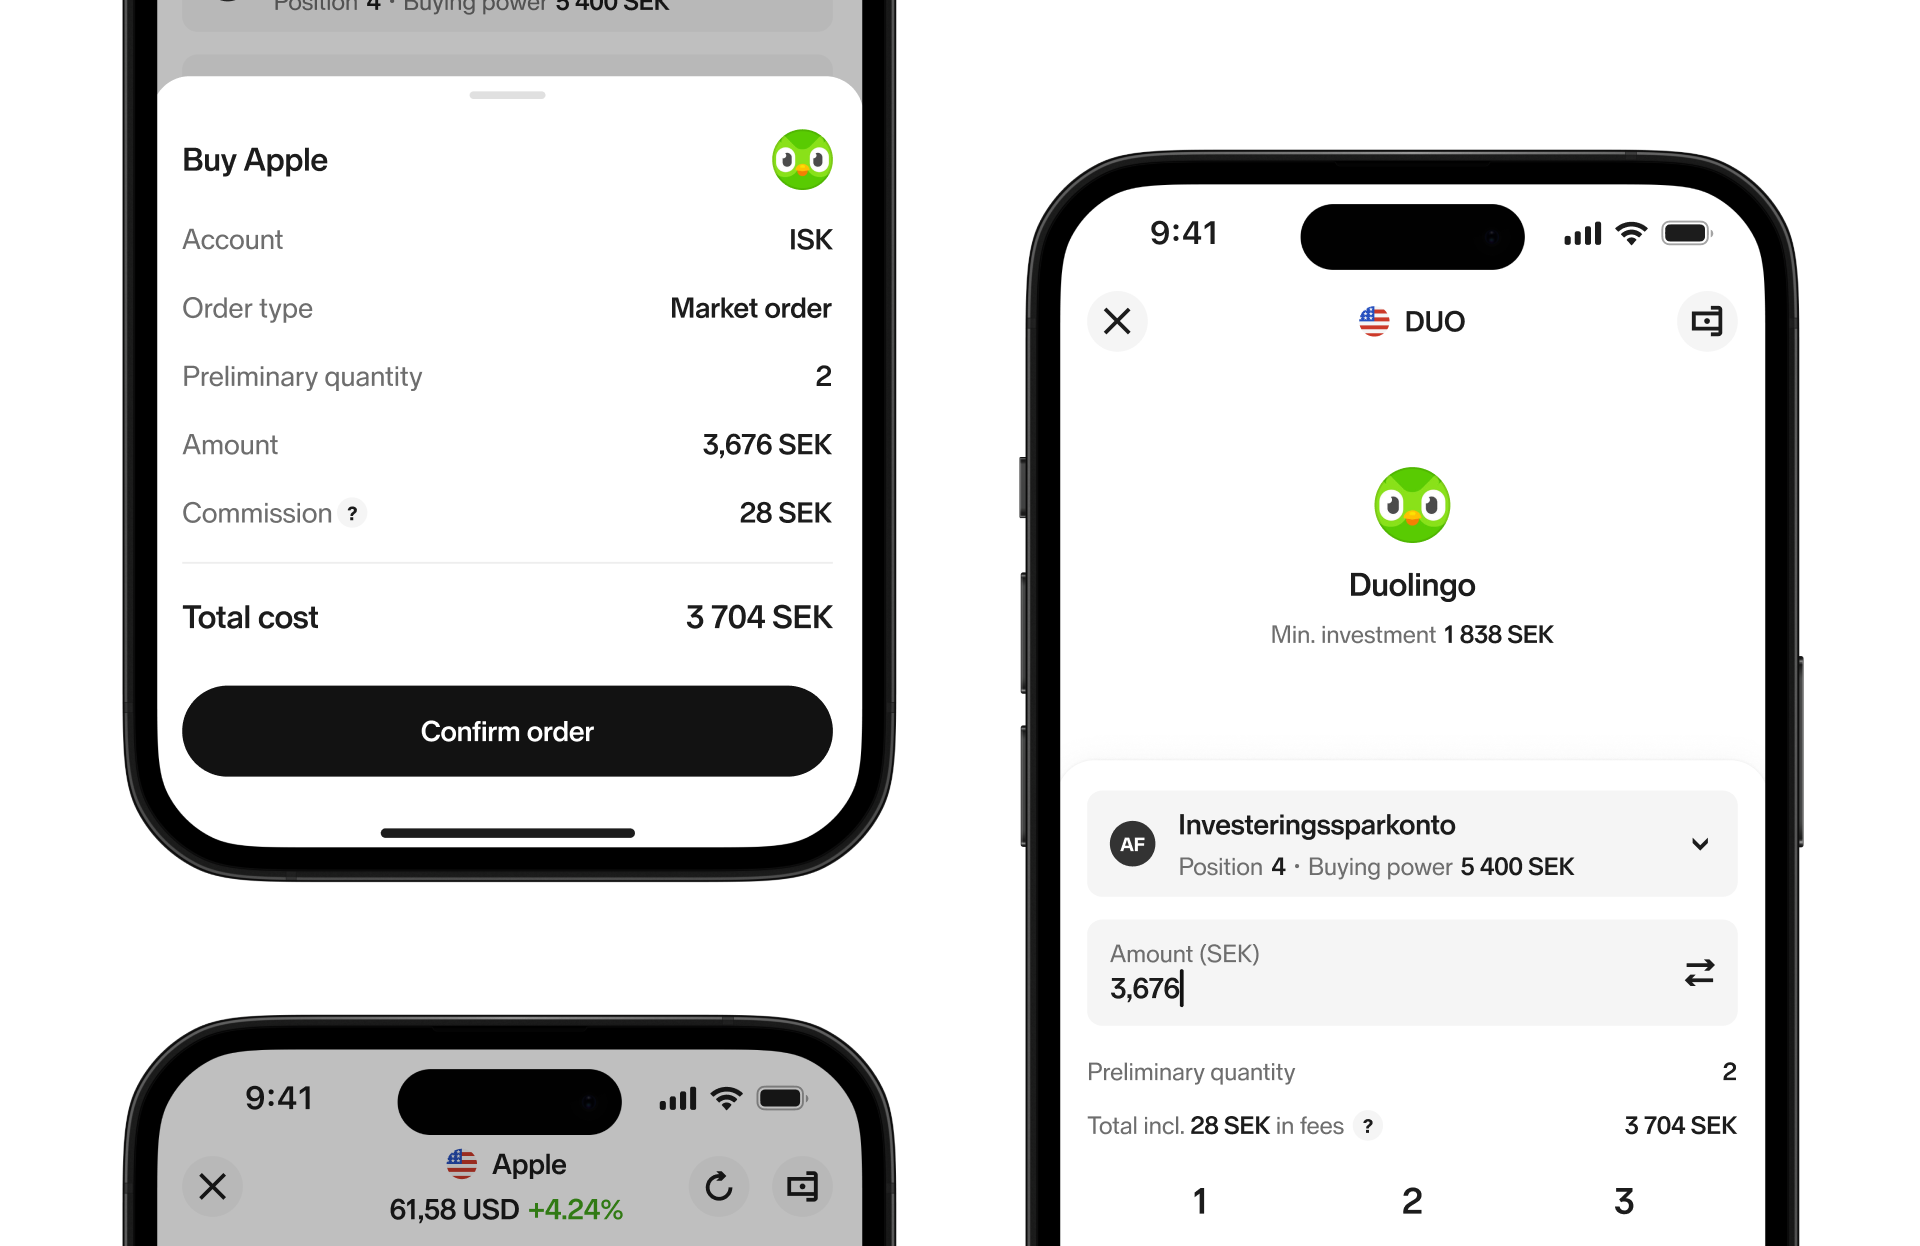 Position 4 · Buying power 5 400 SEK
Buy Apple
Account ISK
Order type Market order
Preliminary quantity 2
Amount 3,676 SEK
Commission ? 28 SEK
Total cost 3 704 SEK
Confirm order
9:41
Apple
61,58 USD +4.24%
9:41
DUO
Duolingo
Min. investment 1 838 SEK
AF
Investeringssparkonto
Position 4 · Buying power 5 400 SEK
Amount (SEK)
3,676
Preliminary quantity 2
Total incl. 28 SEK in fees ? 3 704 SEK
1 2 3